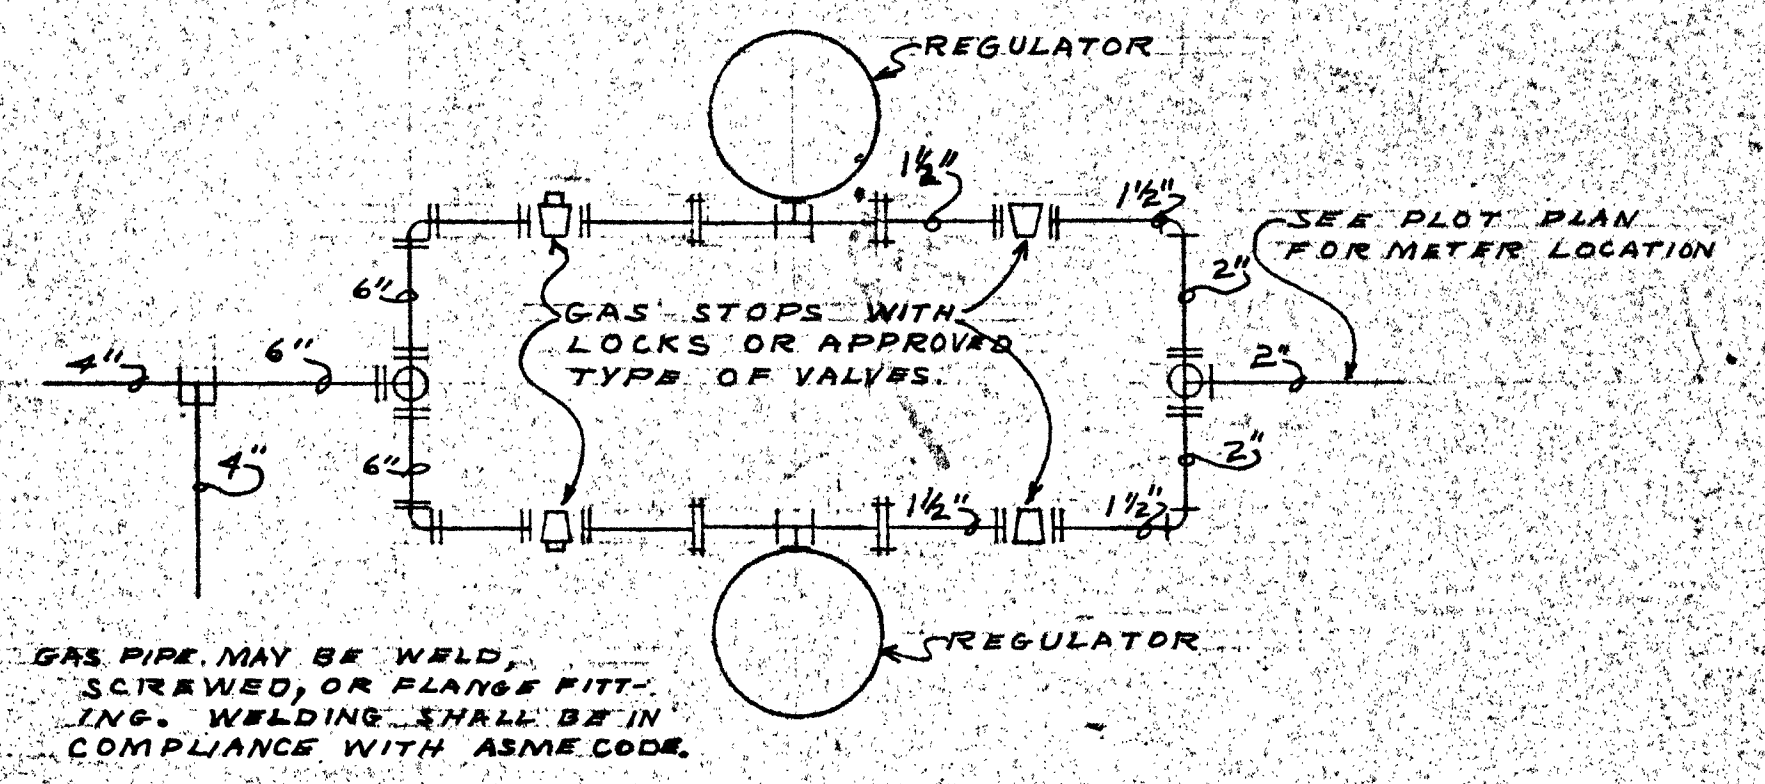 REGULATOR
1½"
1½"
SEE PLOT PLAN
FOR METER LOCATION
6"
2"
GAS STOPS WITH
LOCKS OR APPROVED
TYPE OF VALVES.
4"
6"
2"
4"
6"
2"
1½"
1½"
REGULATOR
GAS PIPE. MAY BE WELD,
SCREWED, OR FLANGE FITT-
ING. WELDING SHALL BE IN
COMPLIANCE WITH ASME CODE.